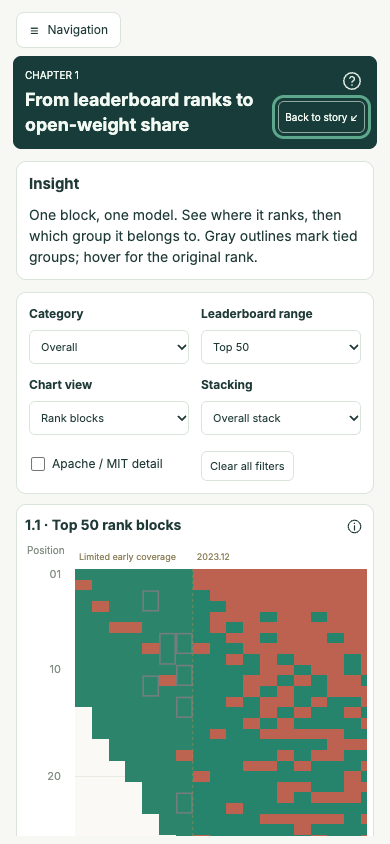 ≡ Navigation
CHAPTER 1
From leaderboard ranks to
open-weight share
Back to story ↙
Insight
One block, one model. See where it ranks, then
which group it belongs to. Gray outlines mark tied
groups; hover for the original rank.
Category
Leaderboard range
Overall
Top 50
Chart view
Stacking
Rank blocks
Overall stack
Apache / MIT detail
Clear all filters
1.1 · Top 50 rank blocks
Position
Limited early coverage
2023.12
01
10
20